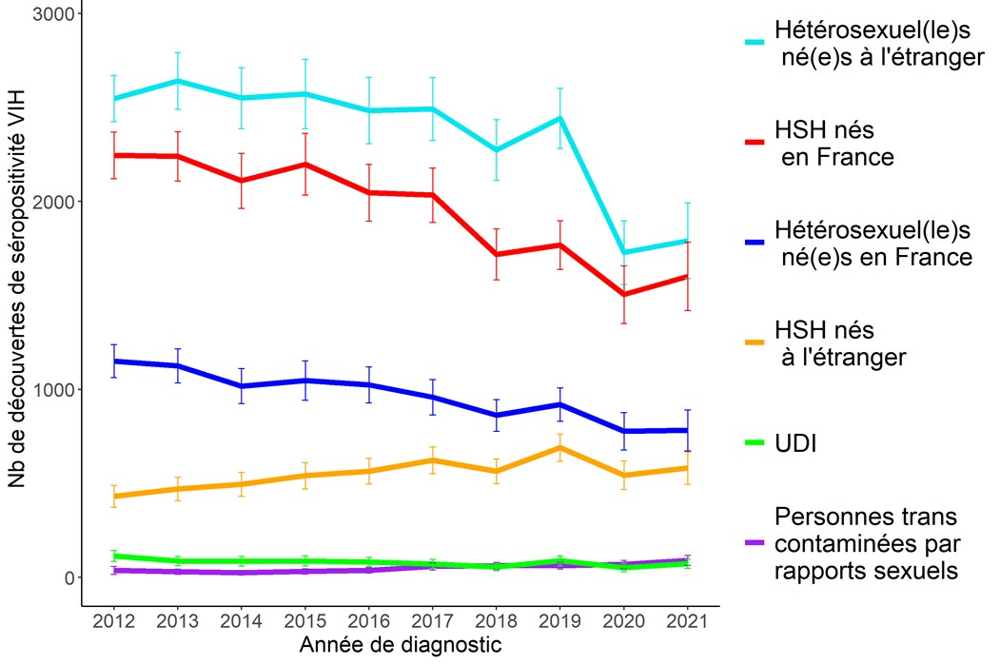 Nb de découvertes de séropositivité VIH
3000
2000
1000
0
2012 2013 2014 2015 2016 2017 2018 2019 2020 2021
Année de diagnostic
Hétérosexuel(le)s
né(e)s à l'étranger
HSH nés
en France
Hétérosexuel(le)s
né(e)s en France
HSH nés
à l'étranger
UDI
Personnes trans
contaminées par
rapports sexuels